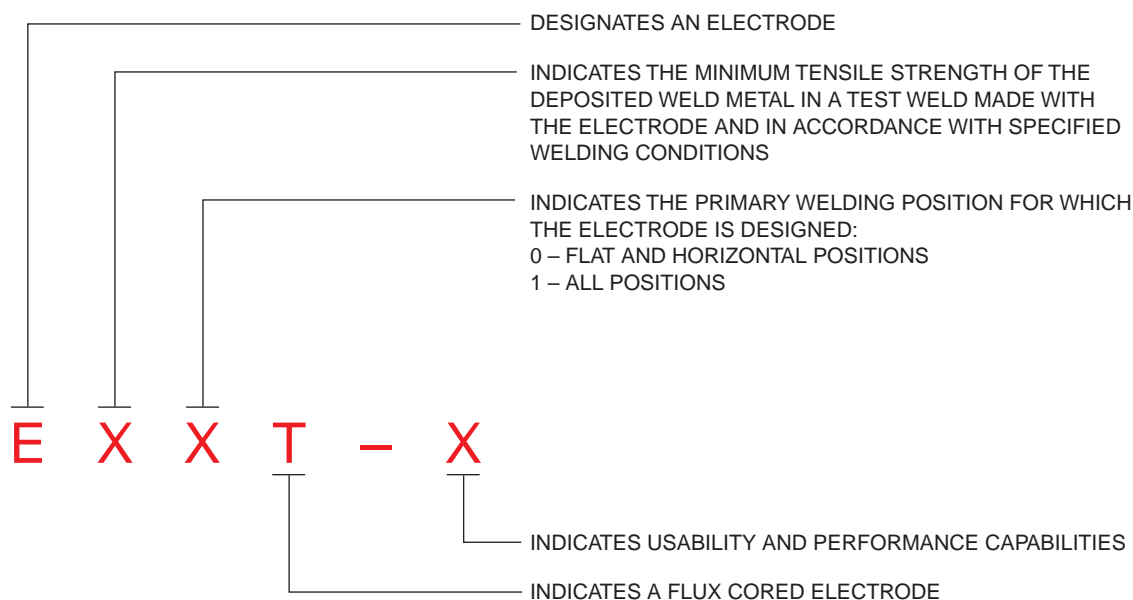 DESIGNATES AN ELECTRODE
INDICATES THE MINIMUM TENSILE STRENGTH OF THE
DEPOSITED WELD METAL IN A TEST WELD MADE WITH
THE ELECTRODE AND IN ACCORDANCE WITH SPECIFIED
WELDING CONDITIONS
INDICATES THE PRIMARY WELDING POSITION FOR WHICH
THE ELECTRODE IS DESIGNED:
0 – FLAT AND HORIZONTAL POSITIONS
1 – ALL POSITIONS
E X X T – X
INDICATES USABILITY AND PERFORMANCE CAPABILITIES
INDICATES A FLUX CORED ELECTRODE